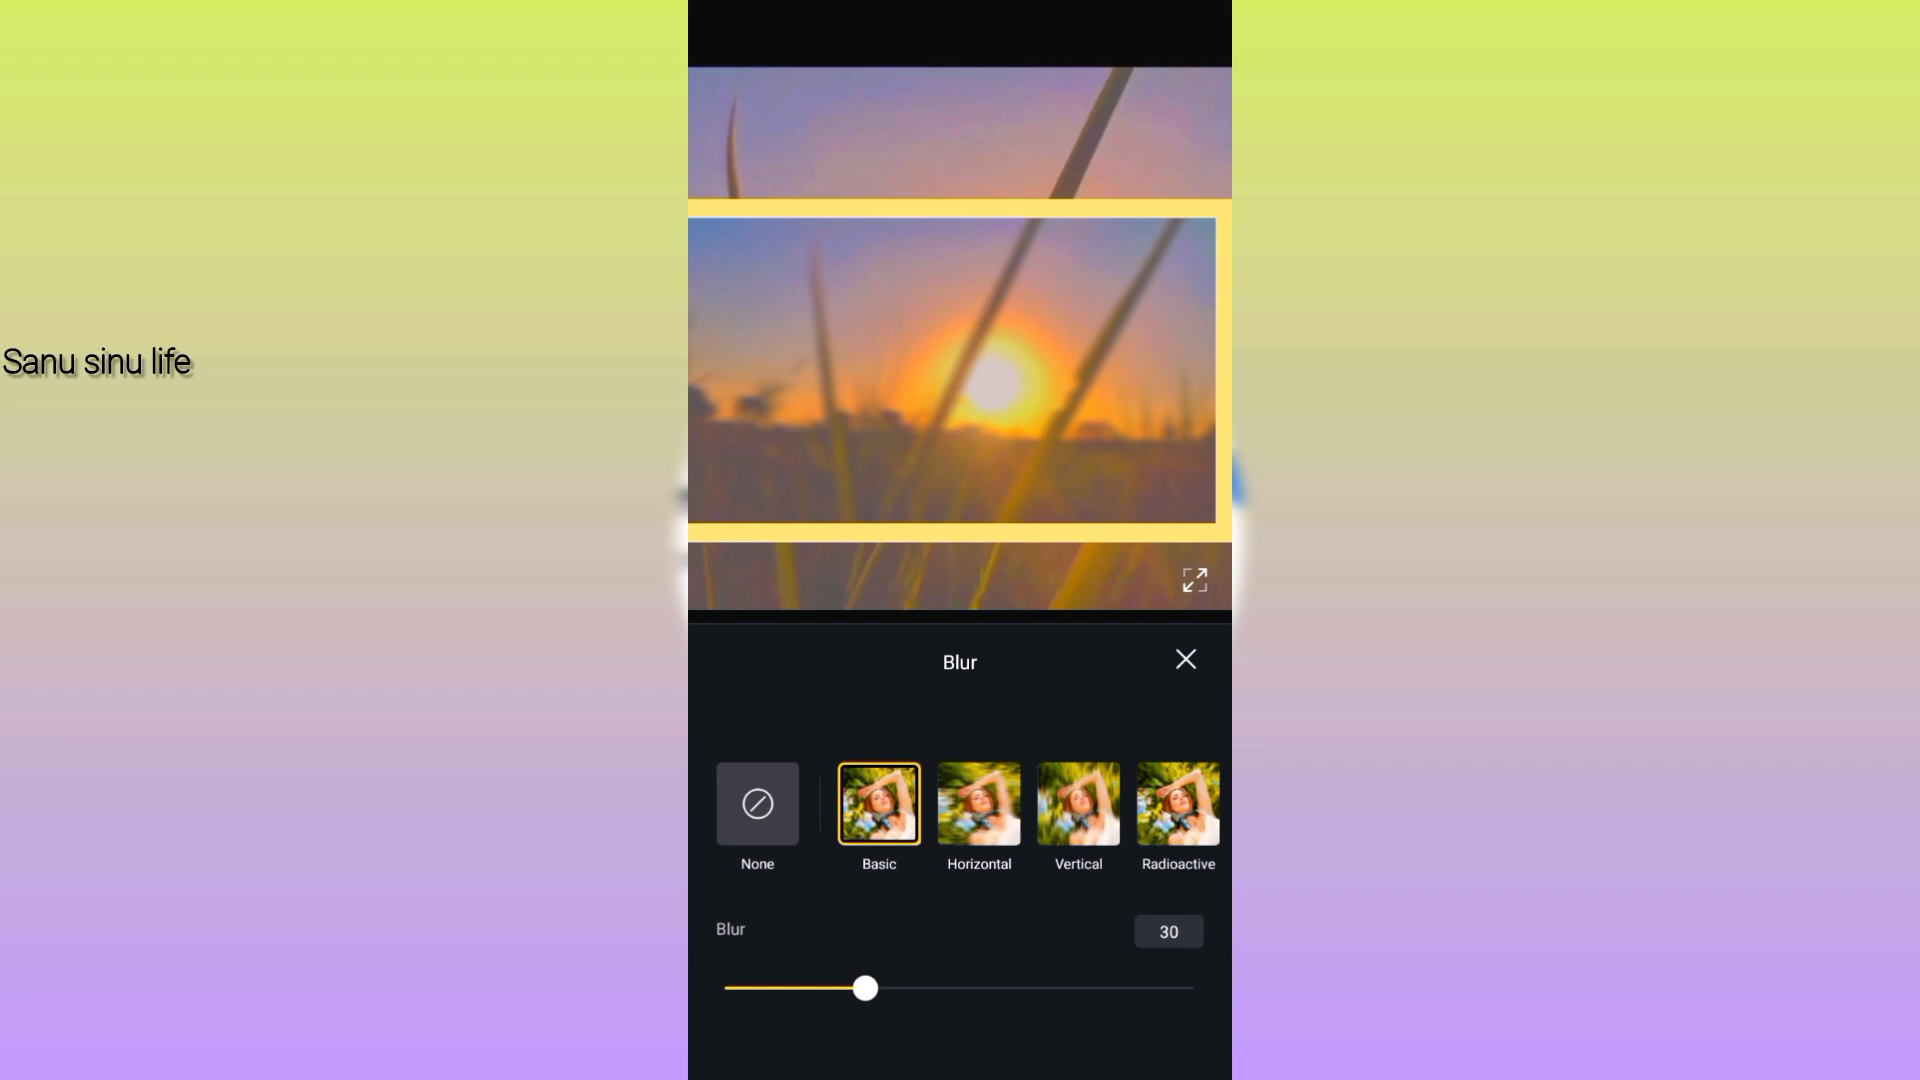 Sanu sinu life
Blur
None
Basic
Horizontal
Vertical
Radioactive
Blur
30